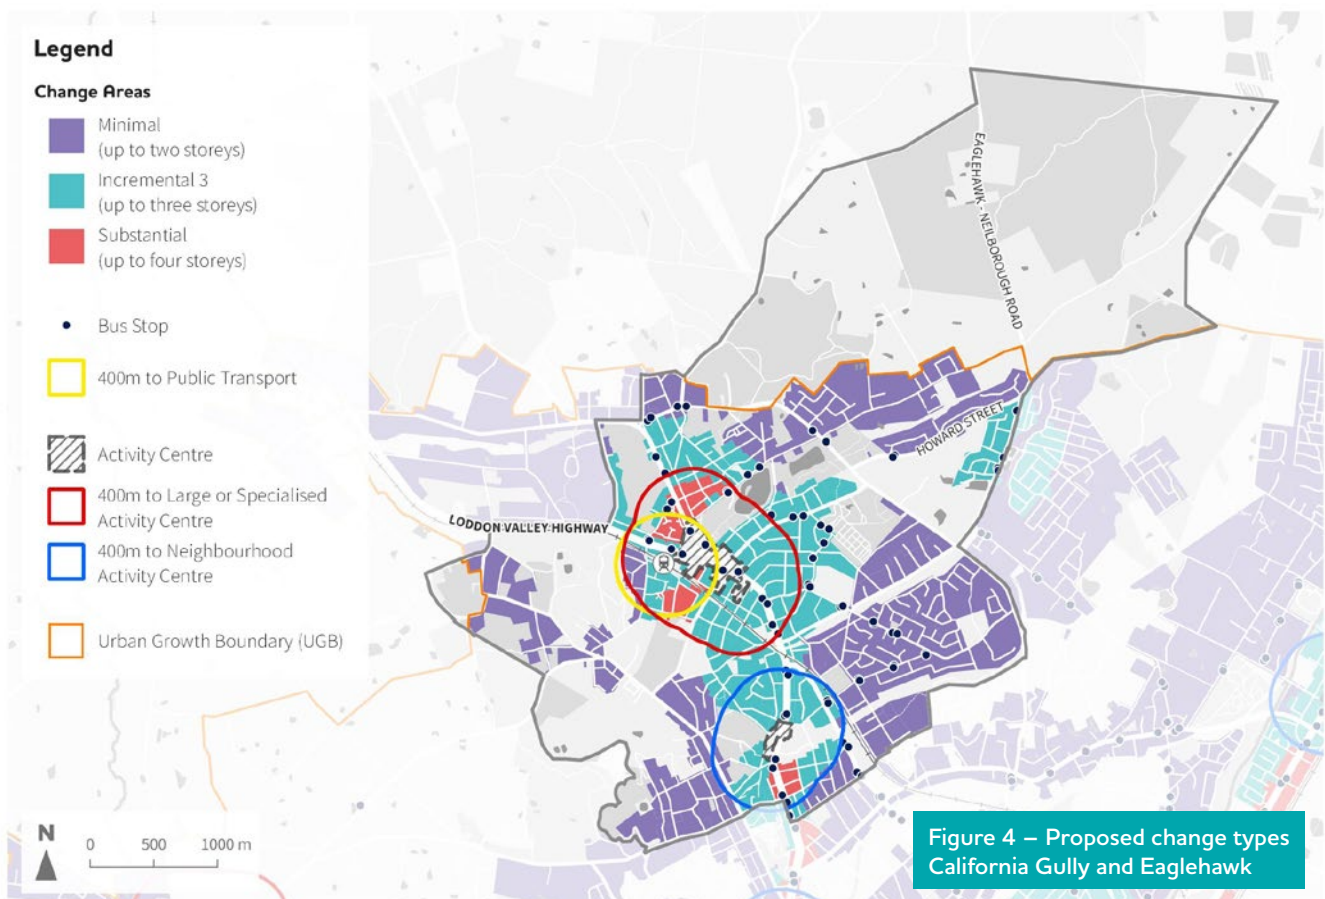 Legend
Change Areas
Minimal
(up to two storeys)
Incremental 3
(up to three storeys)
Substantial
(up to four storeys)
Bus Stop
400m to Public Transport
Activity Centre
400m to Large or Specialised
Activity Centre
400m to Neighbourhood
Activity Centre
Urban Growth Boundary (UGB)
N
0 500 1000 m
EAGLEHAWK - NEILBOROUGH ROAD
HOWARD STREET
LODDON VALLEY HIGHWAY
Figure 4 – Proposed change types
California Gully and Eaglehawk